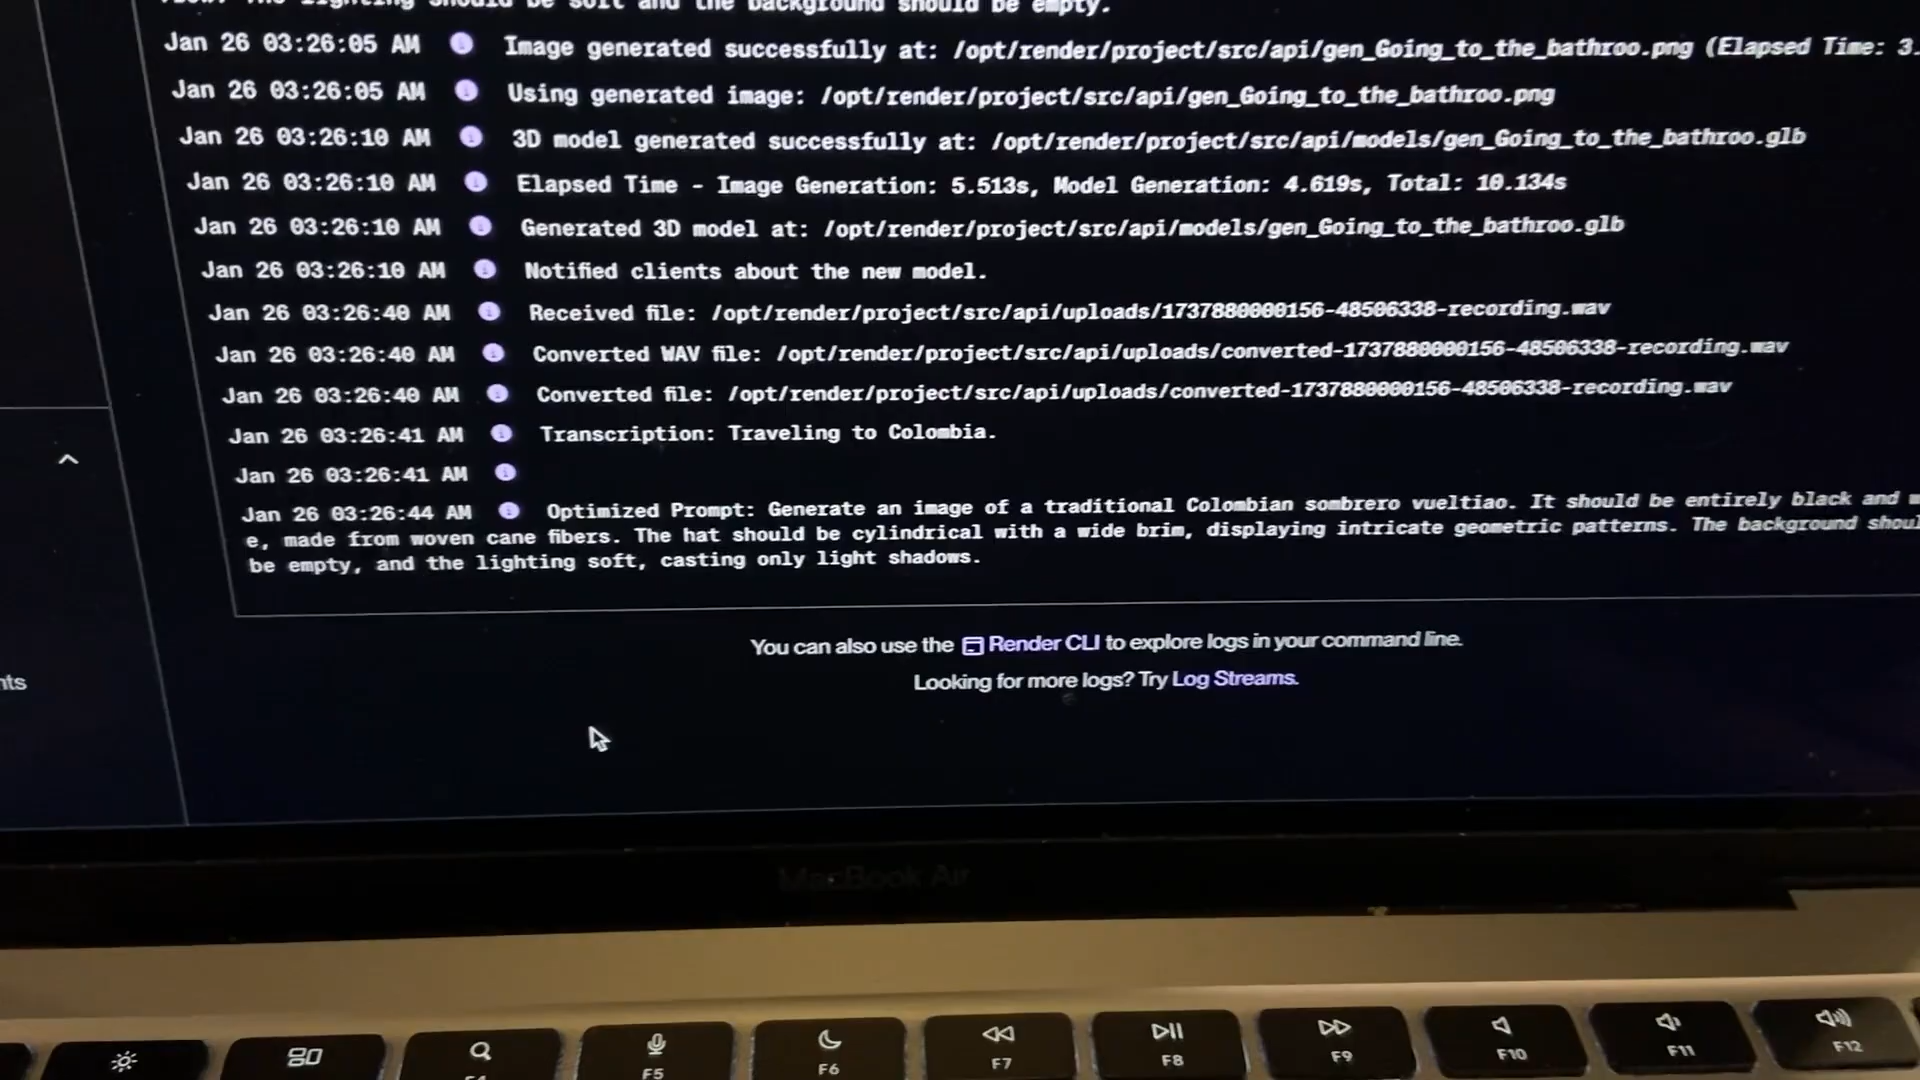 should be soft and the background should be empty.
Jan 26 03:26:05 AM Image generated successfully at: /opt/render/project/src/api/gen_Going_to_the_bathroo.png (Elapsed Time: 3.
Jan 26 03:26:05 AM Using generated image: /opt/render/project/src/api/gen_Going_to_the_bathroo.png
Jan 26 03:26:10 AM 3D model generated successfully at: /opt/render/project/src/api/models/gen_Going_to_the_bathroo.glb
Jan 26 03:26:10 AM Elapsed Time - Image Generation: 5.513s, Model Generation: 4.619s, Total: 10.134s
Jan 26 03:26:10 AM Generated 3D model at: /opt/render/project/src/api/models/gen_Going_to_the_bathroo.glb
Jan 26 03:26:10 AM Notified clients about the new model.
Jan 26 03:26:40 AM Received file: /opt/render/project/src/api/uploads/1737880000156-48506338-recording.wav
Jan 26 03:26:40 AM Converted WAV file: /opt/render/project/src/api/uploads/converted-1737880000156-48506338-recording.wav
Jan 26 03:26:40 AM Converted file: /opt/render/project/src/api/uploads/converted-1737880000156-48506338-recording.wav
Jan 26 03:26:41 AM Transcription: Traveling to Colombia.
Jan 26 03:26:41 AM
Jan 26 03:26:44 AM Optimized Prompt: Generate an image of a traditional Colombian sombrero vueltiao. It should be entirely black and
e, made from woven cane fibers. The hat should be cylindrical with a wide brim, displaying intricate geometric patterns. The background shoul
be empty, and the lighting soft, casting only light shadows.
You can also use the Render CLI to explore logs in your command line.
Looking for more logs? Try Log Streams.
nts
MacBook Air
F5 F6 F7 F8 F9 F10 F11 F12